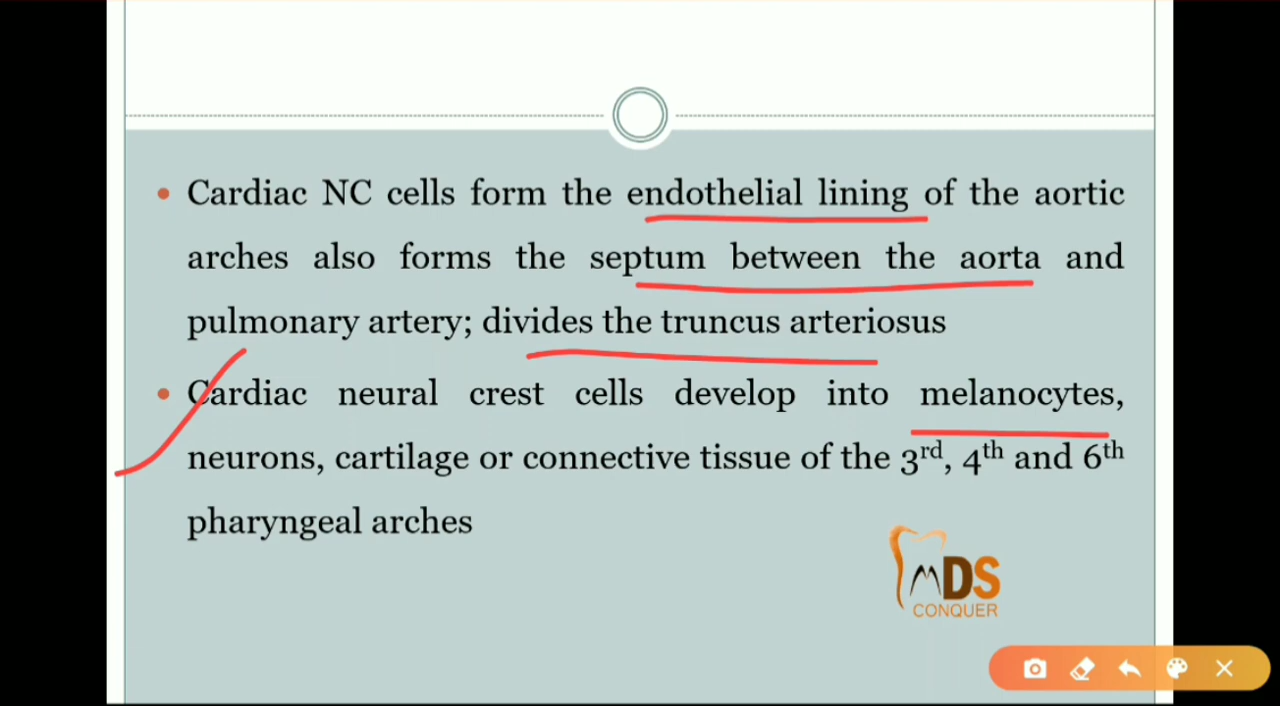 Cardiac NC cells form the endothelial lining of the aortic
arches also forms the septum between the aorta and
pulmonary artery; divides the truncus arteriosus
Cardiac neural crest cells develop into melanocytes,
neurons, cartilage or connective tissue of the 3rd, 4th and 6th
pharyngeal arches
MDS
CONQUER